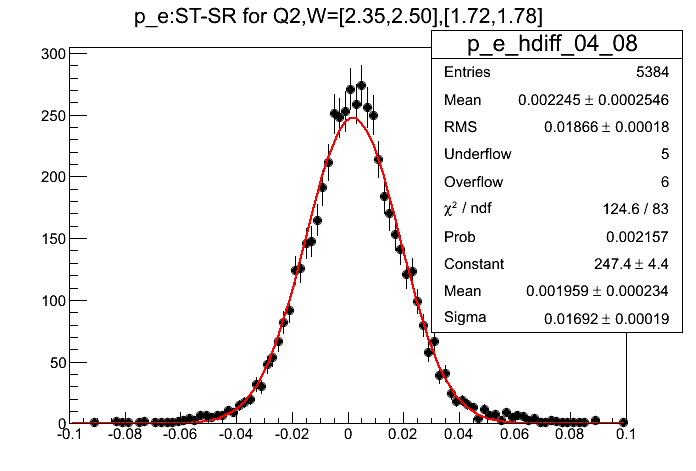 p_e:ST-SR for Q2,W=[2.35,2.50],[1.72,1.78]
p_e_hdiff_04_08
Entries 5384
Mean 0.002245 ± 0.0002546
RMS 0.01866 ± 0.00018
Underflow 5
Overflow 6
χ² / ndf 124.6 / 83
Prob 0.002157
Constant 247.4 ± 4.4
Mean 0.001959 ± 0.000234
Sigma 0.01692 ± 0.00019
300
250
200
150
100
50
0
-0.1 -0.08 -0.06 -0.04 -0.02 0 0.02 0.04 0.06 0.08 0.1